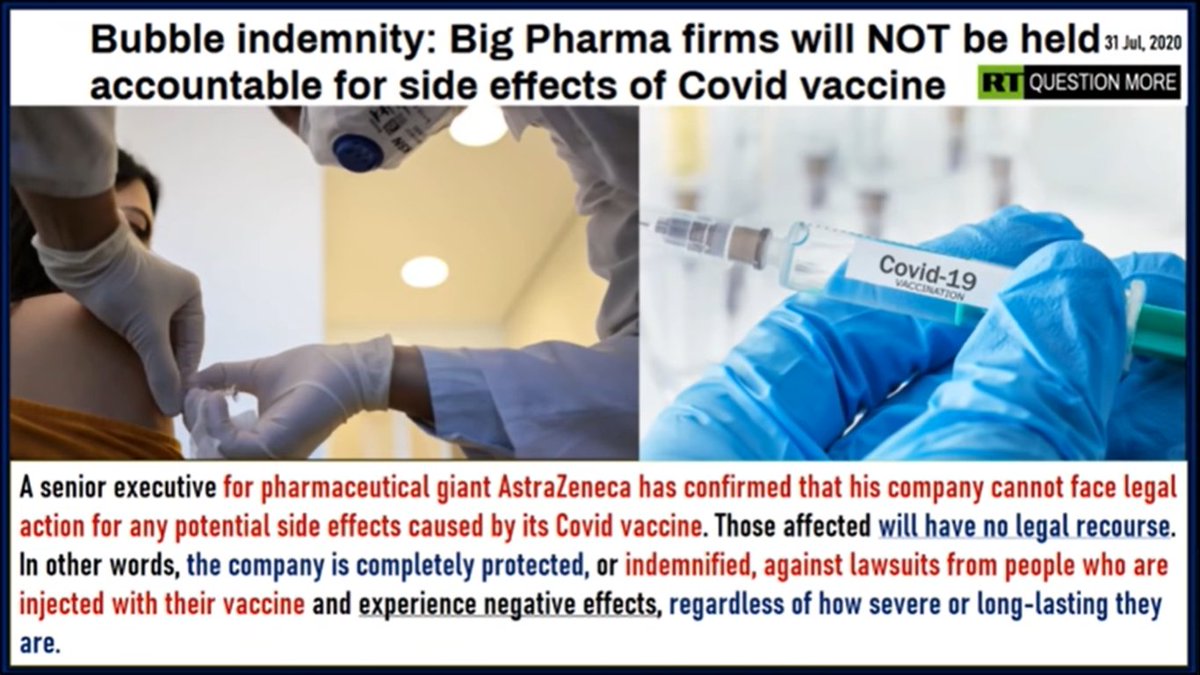 Bubble indemnity: Big Pharma firms will NOT be held 31 Jul, 2020
accountable for side effects of Covid vaccine RT QUESTION MORE
Covid-19
VACCINATION
A senior executive for pharmaceutical giant AstraZeneca has confirmed that his company cannot face legal
action for any potential side effects caused by its Covid vaccine. Those affected will have no legal recourse.
In other words, the company is completely protected, or indemnified, against lawsuits from people who are
injected with their vaccine and experience negative effects, regardless of how severe or long-lasting they
are.